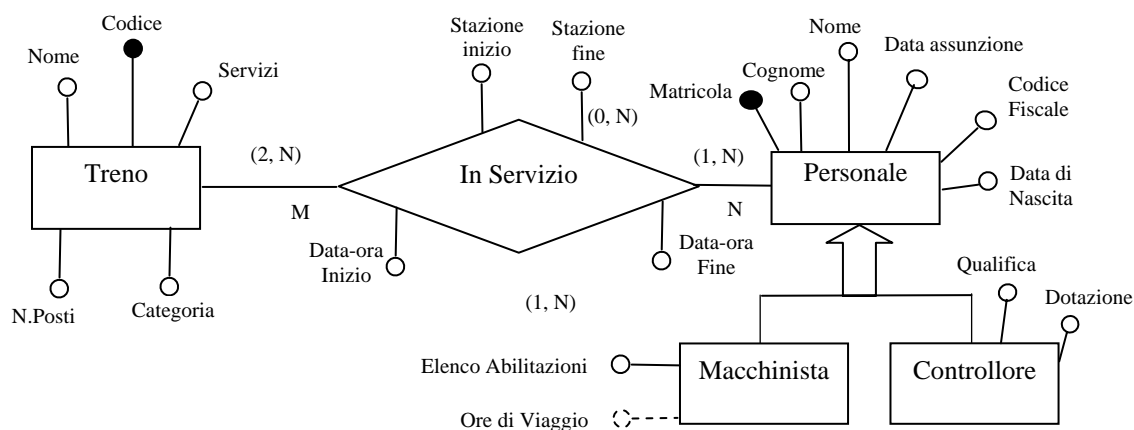 Codice
Nome
Servizi
Treno
(2, N)
M
N.Posti
Categoria
Stazione
inizio
Stazione
fine
(0, N)
In Servizio
(1, N)
N
Data-ora
Inizio
Data-ora
Fine
(1, N)
Nome
Data assunzione
Cognome
Matricola
Codice
Fiscale
Personale
Data di
Nascita
Qualifica
Dotazione
Elenco Abilitazioni
Macchinista
Controllore
Ore di Viaggio